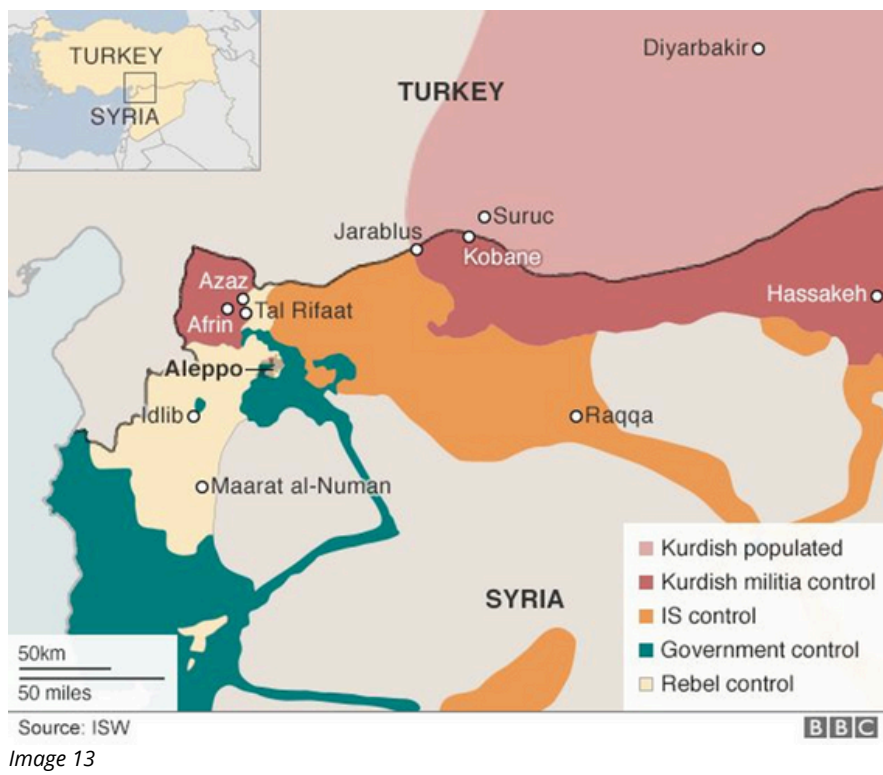 TURKEY
SYRIA
Diyarbakir
TURKEY
Suruc
Jarablus
Kobane
Azaz
Hassakeh
Tal Rifaat
Afrin
Aleppo
Idlib
Raqqa
Maarat al-Numan
Kurdish populated
Kurdish militia control
SYRIA
IS control
Government control
50km
Rebel control
50 miles
Source: ISW
BBC
Image 13